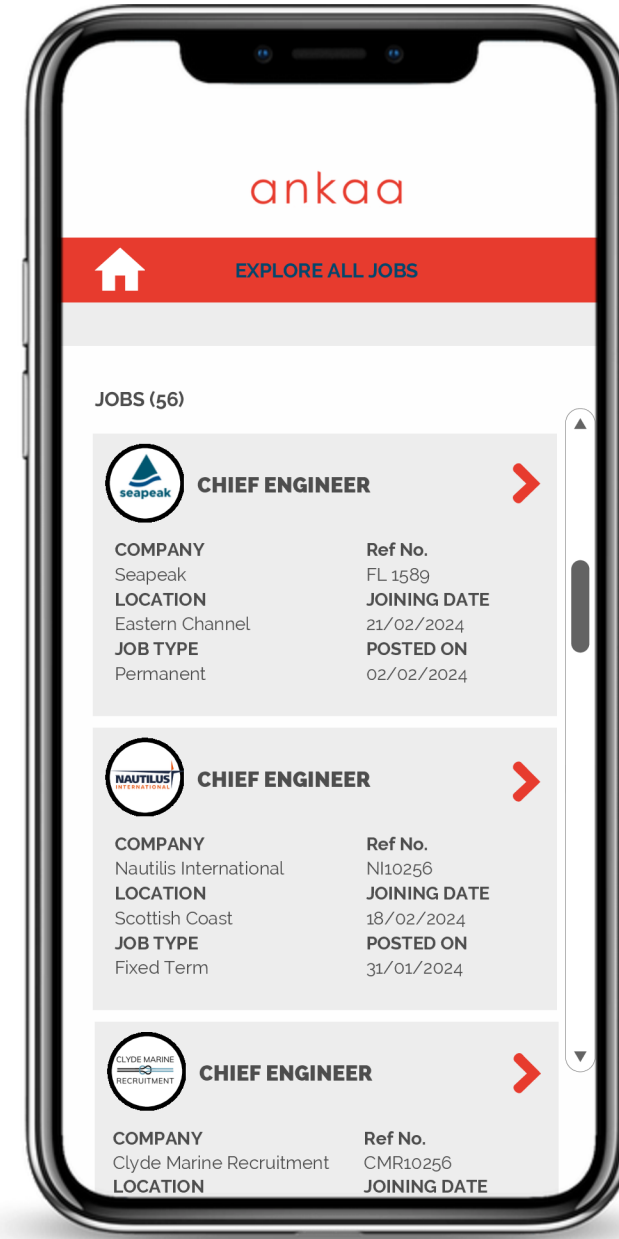 ankaa
EXPLORE ALL JOBS
JOBS (56)
seapeak
CHIEF ENGINEER
COMPANY Ref No.
Seapeak FL 1589
LOCATION JOINING DATE
Eastern Channel 21/02/2024
JOB TYPE POSTED ON
Permanent 02/02/2024
NAUTILUS
INTERNATIONAL
CHIEF ENGINEER
COMPANY Ref No.
Nautilis International NI10256
LOCATION JOINING DATE
Scottish Coast 18/02/2024
JOB TYPE POSTED ON
Fixed Term 31/01/2024
CLYDE MARINE
RECRUITMENT
CHIEF ENGINEER
COMPANY Ref No.
Clyde Marine Recruitment CMR10256
LOCATION JOINING DATE